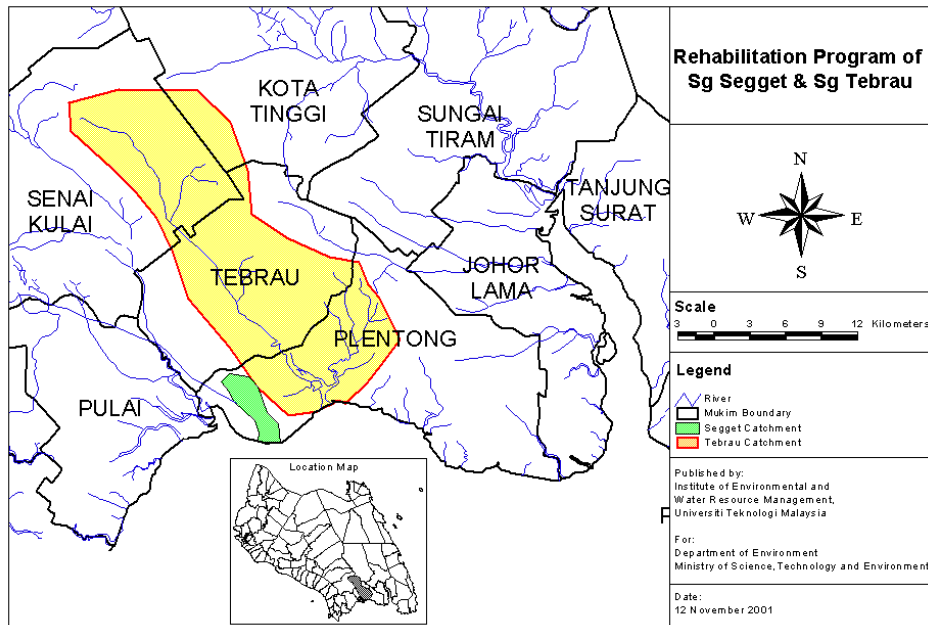 Rehabilitation Program of
Sg Segget & Sg Tebrau
KOTA
TINGGI
SUNGAI
TIRAM
SENAI
KULAI
TANJUNG
SURAT
TEBRAU
JOHOR
LAMA
PLENTONG
PULAI
P
Location Map
N
W
E
S
Scale
3 0 3 6 9 12 Kilometers
Legend
River
Mukim Boundary
Segget Catchment
Tebrau Catchment
Published by:
Institute of Environmental and
Water Resource Management,
Universiti Teknologi Malaysia
For:
Department of Environment
Ministry of Science, Technology and Environment
Date:
12 November 2001